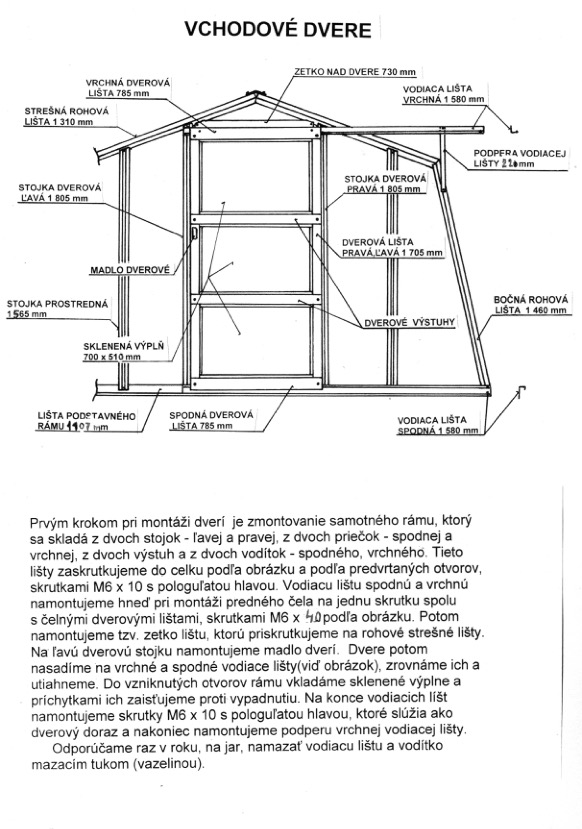 VCHODOVÉ DVERE
VRCHNÁ DVEROVÁ
LIŠTA 785 mm
ZETKO NAD DVERE 730 mm
VODIACA LIŠTA
VRCHNÁ 1 580 mm
STREŠNÁ ROHOVÁ
LIŠTA 1 310 mm
PODPERA VODIACEJ
LIŠTY 220 mm
STOJKA DVEROVÁ
ĽAVÁ 1 805 mm
STOJKA DVEROVÁ
PRAVÁ 1 805 mm
DVEROVÁ LIŠTA
PRAVÁ,ĽAVÁ 1 705 mm
MADLO DVEROVÉ
STOJKA PROSTREDNÁ
1565 mm
BOČNÁ ROHOVÁ
LIŠTA 1 460 mm
DVEROVÉ VÝSTUHY
SKLENENÁ VÝPLŇ
700 x 510 mm
LIŠTA PODSTAVNÉHO
RÁMU 1907 mm
SPODNÁ DVEROVÁ
LIŠTA 785 mm
VODIACA LIŠTA
SPODNÁ 1 580 mm
Prvým krokom pri montáži dverí je zmontovanie samotného rámu, ktorý
sa skladá z dvoch stojok - ľavej a pravej, z dvoch priečok - spodnej a
vrchnej, z dvoch výstuh a z dvoch vodítok - spodného, vrchného. Tieto
lišty zaskrutkujeme do celku podľa obrázku a podľa predvrtaných otvorov,
skrutkami M6 x 10 s pologuľatou hlavou. Vodiacu lištu spodnú a vrchnú
namontujeme hneď pri montáži predného čela na jednu skrutku spolu
s čelnými dverovými lištami, skrutkami M6 x podľa obrázku. Potom
namontujeme tzv. zetko lištu, ktorú priskrutkujeme na rohové strešné lišty.
Na ľavú dverovú stojku namontujeme madlo dverí. Dvere potom
nasadíme na vrchné a spodné vodiace lišty(viď obrázok), zrovnáme ich a
utiahneme. Do vzniknutých otvorov rámu vkladáme sklenené výplne a
príchytkami ich zaisťujeme proti vypadnutiu. Na konce vodiacich líšt
namontujeme skrutky M6 x 10 s pologuľatou hlavou, ktoré slúžia ako
dverový doraz a nakoniec namontujeme podperu vrchnej vodiacej lišty.
Odporúčame raz v roku, na jar, namazať vodiacu lištu a vodítko
mazacím tukom (vazelinou).